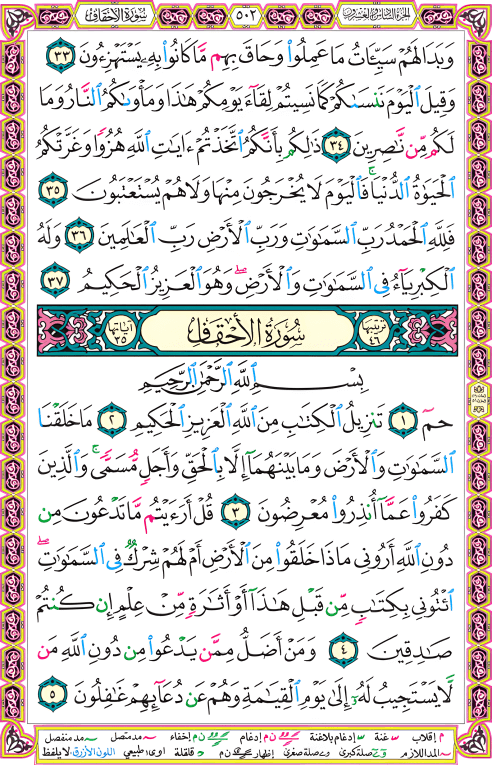 الجزء السادس والعشرون
٥٠٢
سورة الأحقاف
وَبَدَا لَهُمْ سَيِّـَٔاتُ مَا عَمِلُوا۟ وَحَاقَ بِهِم مَّا كَانُوا۟ بِهِۦ يَسْتَهْزِءُونَ ٣٣
وَقِيلَ ٱلْيَوْمَ نَنسَىٰكُمْ كَمَا نَسِيتُمْ لِقَآءَ يَوْمِكُمْ هَٰذَا وَمَأْوَىٰكُمُ ٱلنَّارُ وَمَا
لَكُم مِّن نَّٰصِرِينَ ٣٤ ذَٰلِكُم بِأَنَّكُمُ ٱتَّخَذْتُمْ ءَايَٰتِ ٱللَّهِ هُزُوًا وَغَرَّتْكُمُ
ٱلْحَيَوٰةُ ٱلدُّنْيَا ۚ فَٱلْيَوْمَ لَا يُخْرَجُونَ مِنْهَا وَلَا هُمْ يُسْتَعْتَبُونَ ٣٥
فَلِلَّهِ ٱلْحَمْدُ رَبِّ ٱلسَّمَٰوَٰتِ وَرَبِّ ٱلْأَرْضِ رَبِّ ٱلْعَٰلَمِينَ ٣٦ وَلَهُ
ٱلْكِبْرِيَآءُ فِى ٱلسَّمَٰوَٰتِ وَٱلْأَرْضِ ۖ وَهُوَ ٱلْعَزِيزُ ٱلْحَكِيمُ ٣٧
ترتيبها ٤٦ سُورَةُ الأَحْقَافِ آياتها ٣٥
بِسْمِ ٱللَّهِ ٱلرَّحْمَٰنِ ٱلرَّحِيمِ
حمٓ ١ تَنزِيلُ ٱلْكِتَٰبِ مِنَ ٱللَّهِ ٱلْعَزِيزِ ٱلْحَكِيمِ ٢ مَا خَلَقْنَا
ٱلسَّمَٰوَٰتِ وَٱلْأَرْضَ وَمَا بَيْنَهُمَآ إِلَّا بِٱلْحَقِّ وَأَجَلٍ مُّسَمًّى ۚ وَٱلَّذِينَ
كَفَرُوا۟ عَمَّآ أُنذِرُوا۟ مُعْرِضُونَ ٣ قُلْ أَرَءَيْتُم مَّا تَدْعُونَ مِن
دُونِ ٱللَّهِ أَرُونِى مَاذَا خَلَقُوا۟ مِنَ ٱلْأَرْضِ أَمْ لَهُمْ شِرْكٌ فِى ٱلسَّمَٰوَٰتِ ۖ
ٱئْتُونِى بِكِتَٰبٍ مِّن قَبْلِ هَٰذَآ أَوْ أَثَٰرَةٍ مِّنْ عِلْمٍ إِن كُنتُمْ
صَٰدِقِينَ ٤ وَمَنْ أَضَلُّ مِمَّن يَدْعُوا۟ مِن دُونِ ٱللَّهِ مَن
لَّا يَسْتَجِيبُ لَهُۥٓ إِلَىٰ يَوْمِ ٱلْقِيَٰمَةِ وَهُمْ عَن دُعَآئِهِمْ غَٰفِلُونَ ٥
م إقلاب س غنة س إدغام بلاغنة ن م إدغام ن م إخفاء مد متصل مد منفصل
المد اللازم صلة كبرى صلة صغرى إظهار قلقلة اوى طبيعي اللون الأزرق لا يلفظ